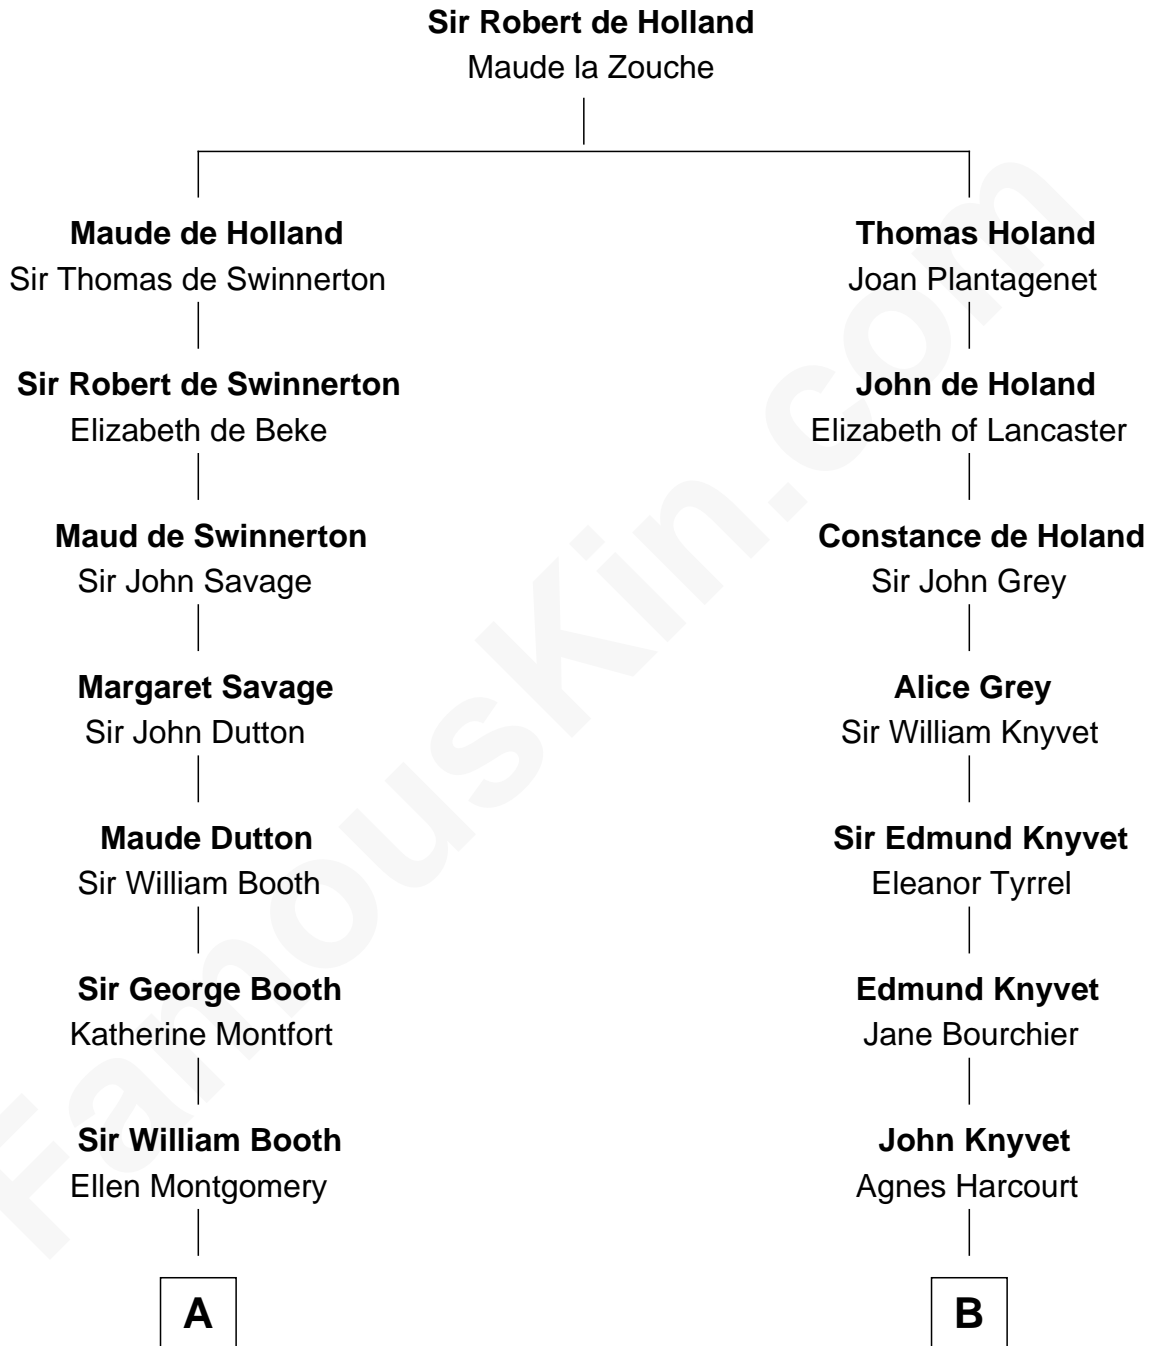 Sir Robert de Holland
Maude la Zouche
Maude de Holland
Sir Thomas de Swinnerton
Thomas Holand
Joan Plantagenet
Sir Robert de Swinnerton
Elizabeth de Beke
John de Holand
Elizabeth of Lancaster
Maud de Swinnerton
Sir John Savage
Constance de Holand
Sir John Grey
Margaret Savage
Sir John Dutton
Alice Grey
Sir William Knyvet
Maude Dutton
Sir William Booth
Sir Edmund Knyvet
Eleanor Tyrrel
Sir George Booth
Katherine Montfort
Edmund Knyvet
Jane Bourchier
Sir William Booth
Ellen Montgomery
John Knyvet
Agnes Harcourt
A
B
FamousKin.com